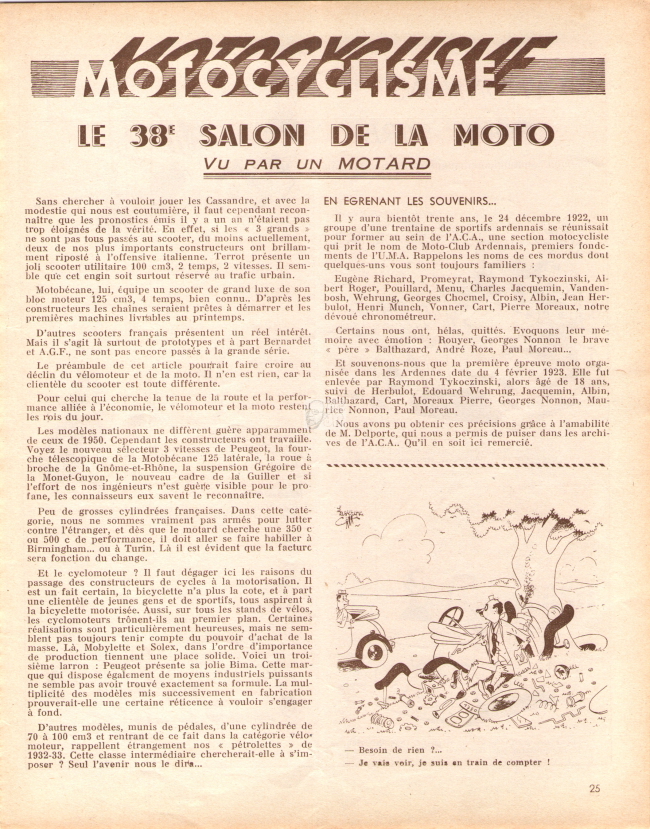 MOTOCYCLISME
LE 38E SALON DE LA MOTO
VU PAR UN MOTARD
Sans chercher à vouloir jouer les Cassandre, et avec la
modestie qui nous est coutumière, il faut cependant recon-
naître que les pronostics émis il y a un an n'étaient pas
trop éloignés de la vérité. En effet, si les « 3 grands »
ne sont pas tous passés au scooter, du moins actuellement,
deux de nos plus importants constructeurs ont brillam-
ment riposté à l'offensive italienne. Terrot présente un
joli scooter utilitaire 100 cm3, 2 temps, 2 vitesses. Il sem-
ble que cet engin soit surtout réservé au trafic urbain.
Motobécane, lui, équipe un scooter de grand luxe de son
bloc moteur 125 cm3, 4 temps, bien connu.. D'après les
constructeurs les chaînes seraient prêtes à démarrer et les
premières machines livrables au printemps.
D'autres scooters français présentent un réel intérêt.
Mais il s'agit là surtout de prototypes et à part Bernardet
et A.G.F., ne sont pas encore passés à la grande série.
Le préambule de cet article pourrait faire croire au
déclin du vélomoteur et de la moto. Il n'en est rien, car la
clientèle du scooter est toute différente.
Pour celui qui cherche la tenue de la route et la perfor-
mance alliée à l'économie, le vélomoteur et la moto restent
les rois du jour.
Les modèles nationaux ne diffèrent guère apparamment
de ceux de 1950. Cependant les constructeurs ont travaillé.
Voyez le nouveau sélecteur 3 vitesses de Peugeot, la four-
che télescopique de la Motobécane 125 latérale, la roue à
broche de la Gnôme-et-Rhône, la suspension Grégoire de
la Monet-Guyon, le nouveau cadre de la Guiller et si
l'effort de nos ingénieurs n'est guère visible pour le pro-
fane, les connaisseurs eux savent le reconnaître.
Peu de grosses cylindrées françaises. Dans cette caté-
gorie, nous ne sommes vraiment pas armés pour lutter
contre l'étranger, et dès que le motard cherche une 350 c
ou 500 c de performance, il doit aller se faire habiller à
Birmingham... ou à Turin. Là il est évident que la facture
sera fonction du change.
Et le cyclomoteur ? Il faut dégager ici les raisons du
passage des constructeurs de cycles à la motorisation. Il
est un fait certain, la bicyclette n'a plus la cote, et à part
une clientèle de jeunes gens et de sportifs, tous aspirent à
la bicyclette motorisée. Aussi, sur tous les stands de vélos,
les cyclomoteurs trônent-ils au premier plan. Certaines
réalisations sont particulièrement heureuses, mais ne sem-
blent pas toujours tenir compte du pouvoir d'achat de la
masse. Là, Mobylette et Solex, dans l'ordre d'importance
de production tiennent une place solide. Voici un troi-
sième larron : Peugeot présente sa jolie Bima. Cette mar-
que qui dispose également de moyens industriels puissants
ne semble pas avoir trouvé exactement sa formule. La mul-
tiplicité des modèles mis successivement en fabrication
prouverait-elle une certaine réticence à vouloir s'engager
à fond.
D'autres modèles, munis de pédales, d'une cylindrée de
70 à 100 cm3 et rentrant de ce fait dans la catégorie vélo-
moteur, rappellent étrangement nos « pétrolettes » de
1932-33. Cette classe intermédiaire chercherait-elle à s'im-
poser ? Seul l'avenir nous le dira...
EN EGRENANT LES SOUVENIRS...
Il y aura bientôt trente ans, le 24 décembre 1922, un
groupe d'une trentaine de sportifs ardennais se réunissait
pour former au sein de l'A.C.A., une section motocycliste
qui prit le nom de Moto-Club Ardennais, premiers fonde-
ments de l'U.M.A. Rappelons les noms de ces mordus dont
quelques-uns vous sont toujours familiers :
Eugène Richard, Promeyrat, Raymond Tykoczinski, Al-
bert Roger, Pouillard, Menu, Charles Jacquemin, Vanden-
bosh, Wehrung, Georges Chocmel, Croisy, Albin, Jean Her-
bulot, Henri Munch, Vonner, Cart, Pierre Moreaux, notre
dévoué chronométreur.
Certains nous ont, hélas, quittés. Evoquons leur mé-
moire avec émotion : Rouyer, Georges Nonnon le brave
« père » Balthazard, André Roze, Paul Moreau...
Et souvenons-nous que la première épreuve moto orga-
nisée dans les Ardennes date du 4 février 1923. Elle fut
enlevée par Raymond Tykoczinski, alors âgé de 18 ans,
suivi de Herbulot, Edouard Wehrung, Jacquemin, Albin,
Balthazard, Cart, Moreaux Pierre, Georges Nonnon, Mau-
rice Nonnon, Paul Moreau.
Nous avons pu obtenir ces précisions grâce à l'amabilité
de M. Delporte, qui nous a permis de puiser dans les archi-
ves de l'A.C.A.. Qu'il en soit ici remercié.
— Besoin de rien ?...
— Je vais voir, je suis en train de compter !
25